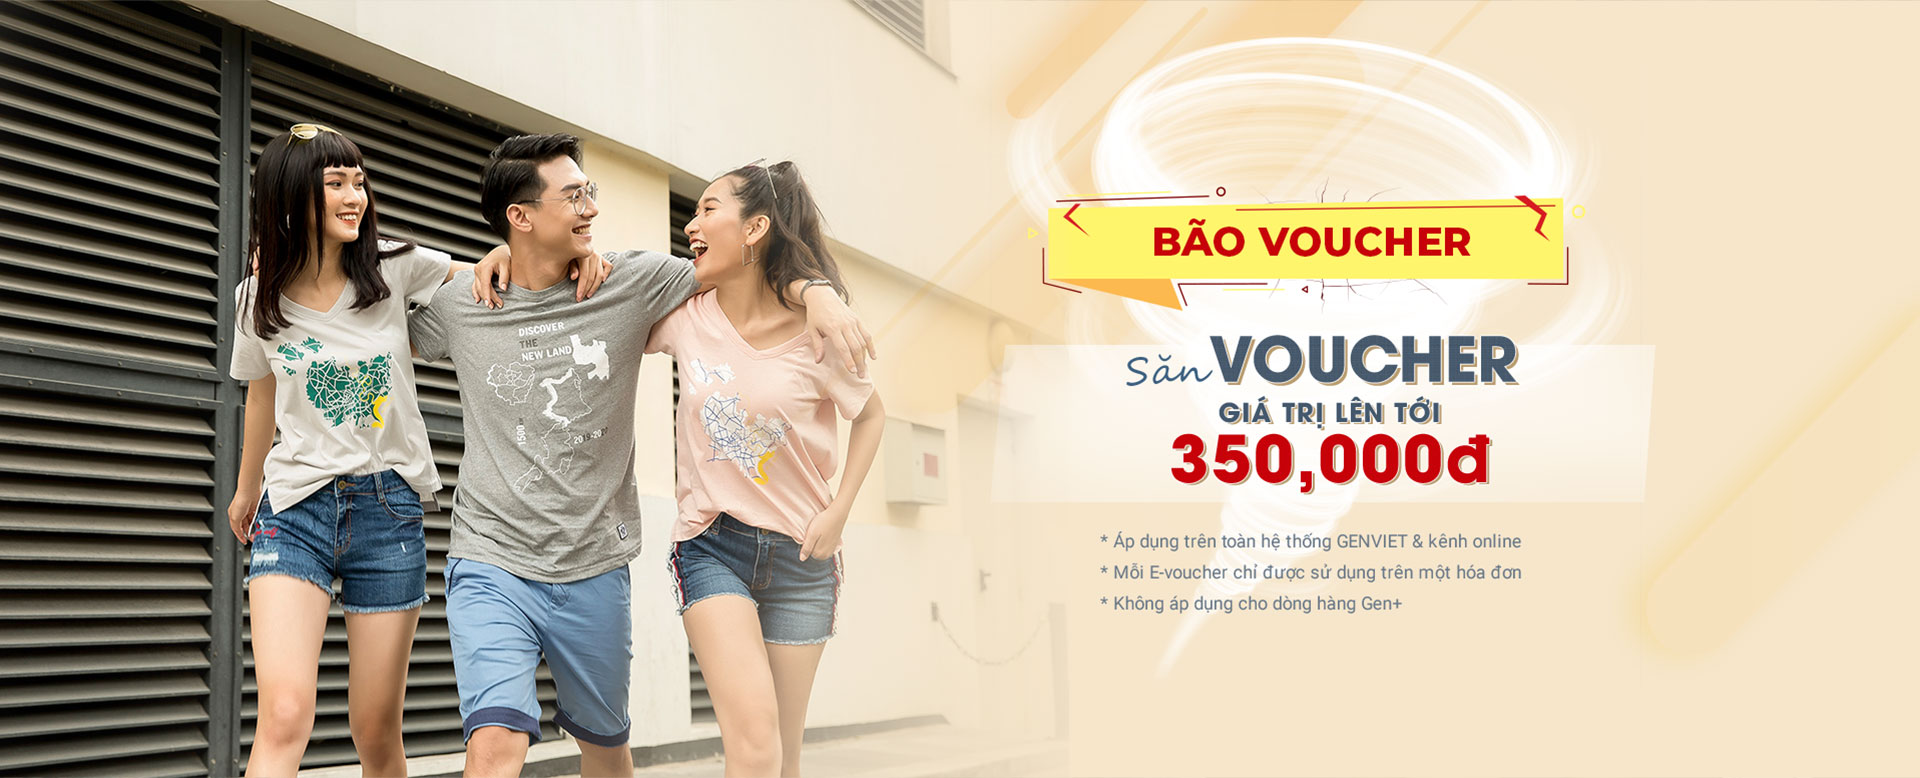 DISCOVER
THE
NEW LAND
1500
BÃO VOUCHER
Săn VOUCHER
GIÁ TRỊ LÊN TỚI
350,000đ
* Áp dụng trên toàn hệ thống GENVIET & kênh online
* Mỗi E-voucher chỉ được sử dụng trên một hóa đơn
* Không áp dụng cho dòng hàng Gen+